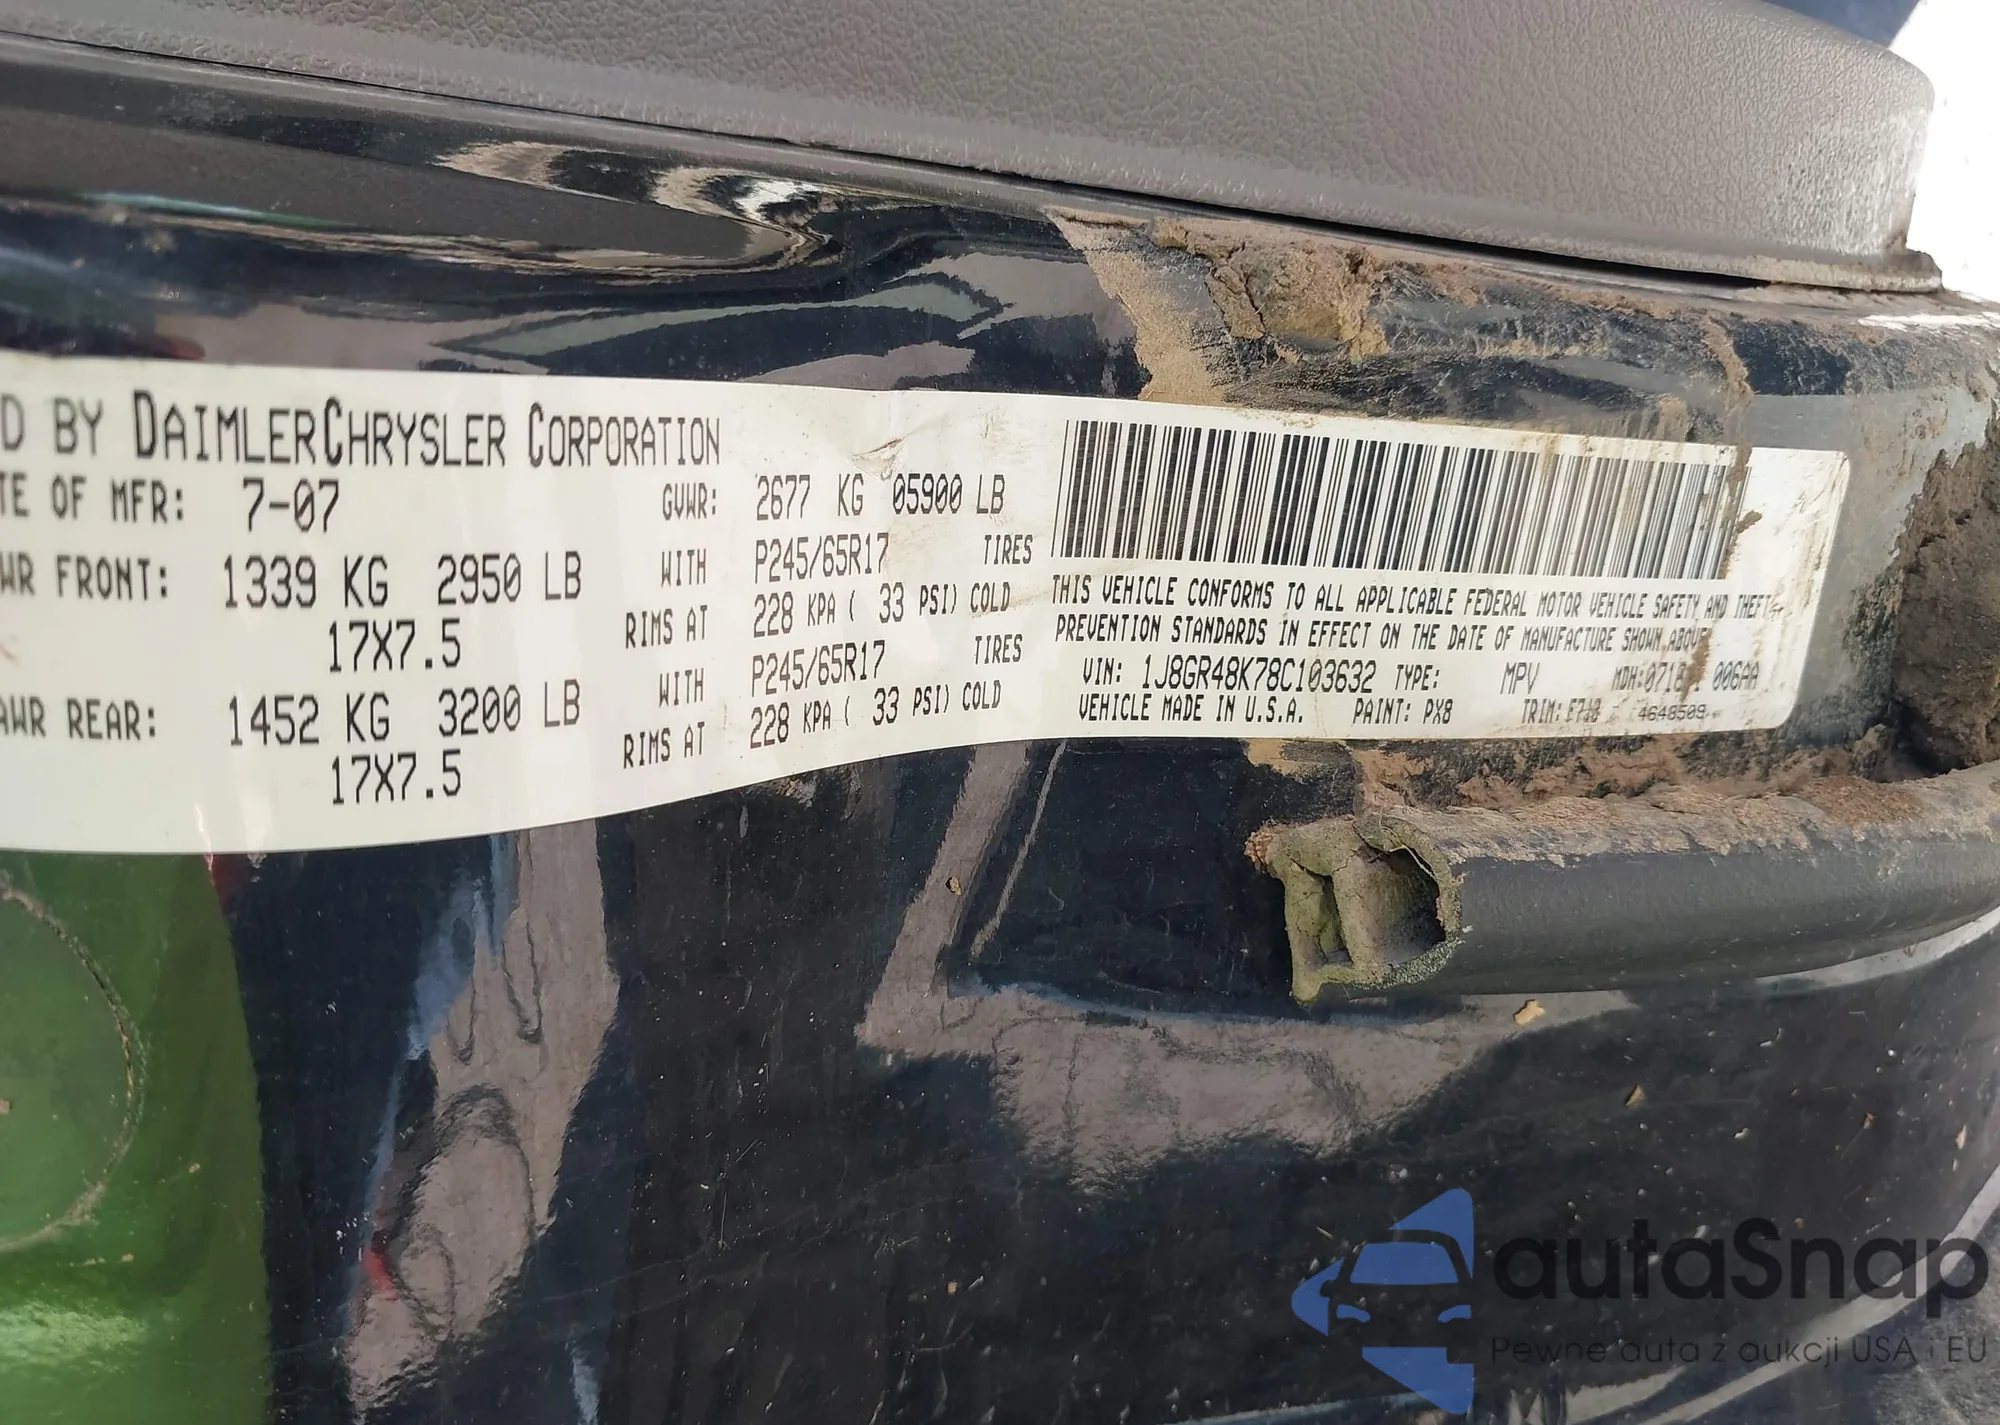 D BY DAIMLERCHRYSLER CORPORATION
TE OF MFR: 7-07 GVWR: 2677 KG 05900 LB
WR FRONT: 1339 KG 2950 LB WITH P245/65R17 TIRES
17X7.5 RIMS AT 228 KPA ( 33 PSI) COLD
AWR REAR: 1452 KG 3200 LB WITH P245/65R17 TIRES
17X7.5 RIMS AT 228 KPA ( 33 PSI) COLD
THIS VEHICLE CONFORMS TO ALL APPLICABLE FEDERAL MOTOR VEHICLE SAFETY AND THEFT
PREVENTION STANDARDS IN EFFECT ON THE DATE OF MANUFACTURE SHOWN ABOVE
VIN: 1J8GR48K78C103632 TYPE: MPV 006AA
VEHICLE MADE IN U.S.A. PAINT: PX8 TRIM: 4648509
autaSnap
Pewne auta z aukcji USA i EU